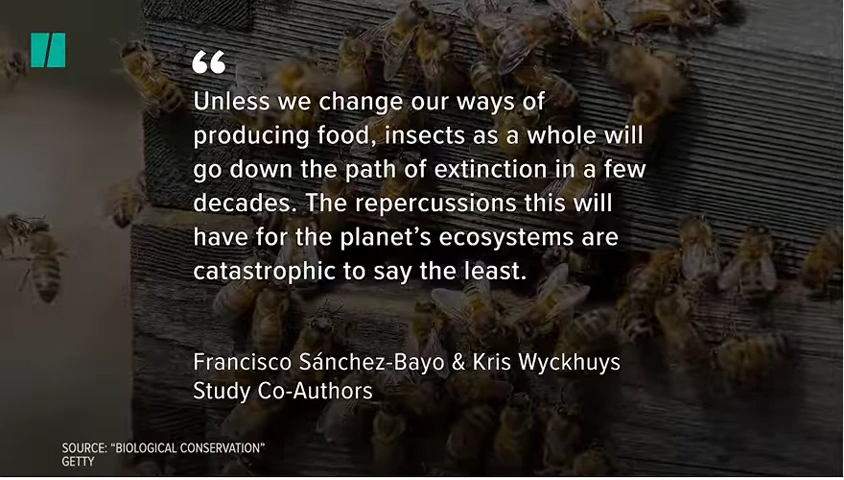 “
Unless we change our ways of
producing food, insects as a whole will
go down the path of extinction in a few
decades. The repercussions this will
have for the planet’s ecosystems are
catastrophic to say the least.
Francisco Sánchez-Bayo & Kris Wyckhuys
Study Co-Authors
SOURCE: “BIOLOGICAL CONSERVATION”
GETTY